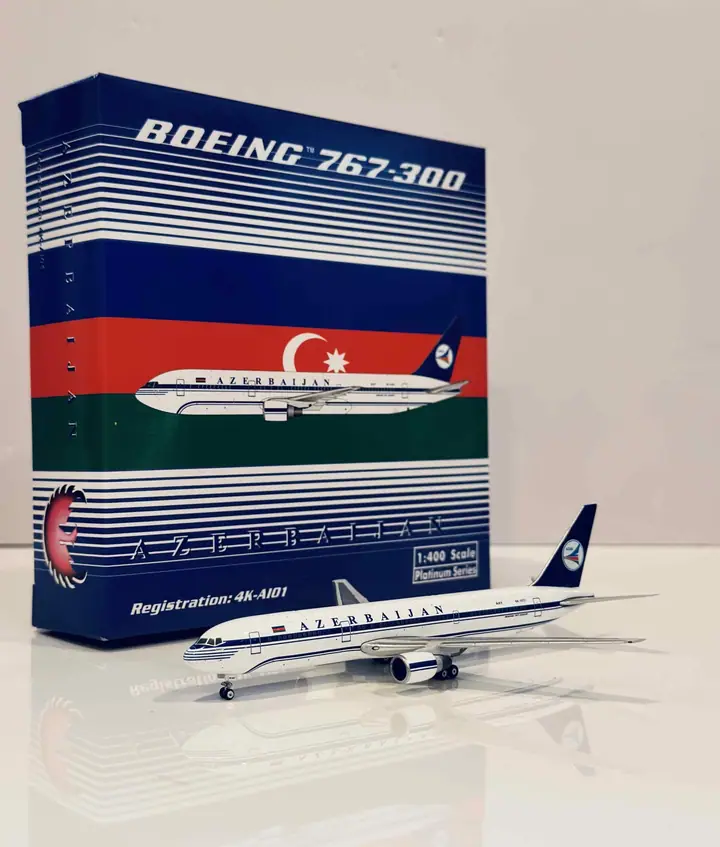 BOEING™ 767-300
AZERBAIJAN
AZERBAIJAN
AZERBAIJAN
1:400 Scale
Platinum Series
Registration: 4K-AI01
AZERBAIJAN